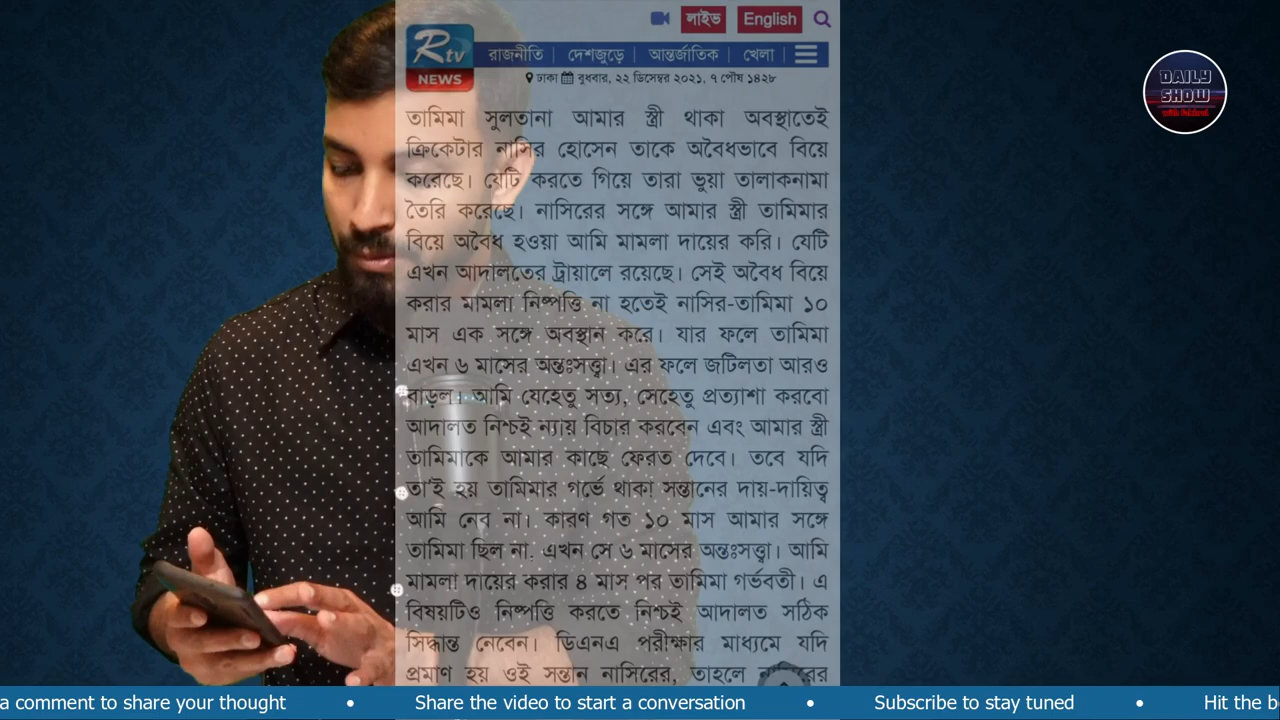 লাইভ English
Rtv NEWS
রাজনীতি | দেশজুড়ে | আন্তর্জাতিক | খেলা |
ঢাকা বুধবার, ২২ ডিসেম্বর ২০২১, ৭ পৌষ ১৪২৮
DAILY SHOW
তামিমা সুলতানা আমার স্ত্রী থাকা অবস্থাতেই
ক্রিকেটার নাসির হোসেন তাকে অবৈধভাবে বিয়ে
করেছে। যেটি করতে গিয়ে তারা ভুয়া তালাকনামা
তৈরি করেছে। নাসিরের সঙ্গে আমার স্ত্রী তামিমার
বিয়ে অবৈধ হওয়া আমি মামলা দায়ের করি। যেটি
এখন আদালতের ট্রায়ালে রয়েছে। সেই অবৈধ বিয়ে
করার মামলা নিষ্পত্তি না হতেই নাসির-তামিমা ১০
মাস এক সঙ্গে অবস্থান করে। যার ফলে তামিমা
এখন ৬ মাসের অন্তঃসত্ত্বা। এর ফলে জটিলতা আরও
বাড়ল। আমি যেহেতু সত্য, সেহেতু প্রত্যাশা করবো
আদালত নিশ্চই ন্যায় বিচার করবেন এবং আমার স্ত্রী
তামিমাকে আমার কাছে ফেরত দেবে। তবে যদি
তা'ই হয় তামিমার গর্ভে থাকা সন্তানের দায়-দায়িত্ব
আমি নেব না। কারণ গত ১০ মাস আমার সঙ্গে
তামিমা ছিল না. এখন সে ৬ মাসের অন্তঃসত্ত্বা। আমি
মামলা দায়ের করার ৪ মাস পর তামিমা গর্ভবতী। এ
বিষয়টিও নিষ্পত্তি করতে নিশ্চই আদালত সঠিক
সিদ্ধান্ত নেবেন। ডিএনএ পরীক্ষার মাধ্যমে যদি
প্রমাণ হয় ওই সন্তান নাসিরের, তাহলে
a comment to share your thought • Share the video to start a conversation • Subscribe to stay tuned • Hit the b